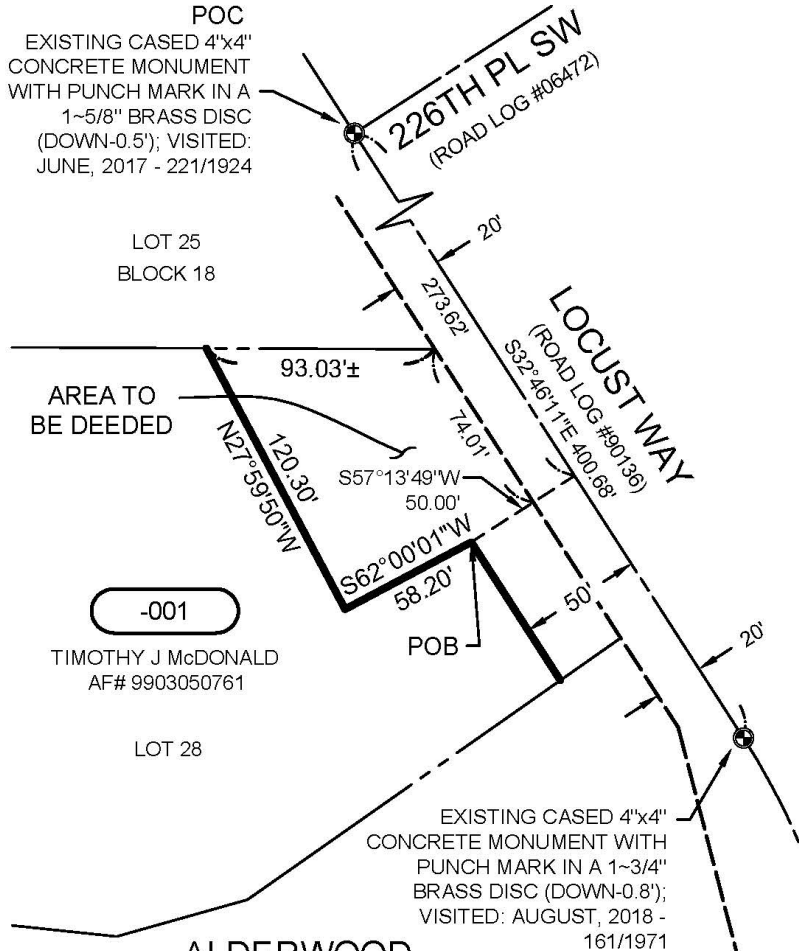 POC
EXISTING CASED 4"x4"
CONCRETE MONUMENT
WITH PUNCH MARK IN A
1~5/8" BRASS DISC
(DOWN-0.5'); VISITED:
JUNE, 2017 - 221/1924
226TH PL SW
(ROAD LOG #06472)
LOT 25
BLOCK 18
20'
273.62'
LOCUST WAY
(ROAD LOG #90136)
S32°46'11"E 400.68'
93.03'±
AREA TO
BE DEEDED
74.01'
120.30'
N27°59'50"W
S57°13'49"W
50.00'
S62°00'01"W
58.20'
50'
POB
20'
-001
TIMOTHY J McDONALD
AF# 9903050761
LOT 28
EXISTING CASED 4"x4"
CONCRETE MONUMENT WITH
PUNCH MARK IN A 1~3/4"
BRASS DISC (DOWN-0.8');
VISITED: AUGUST, 2018 -
161/1971
ALDERWOOD